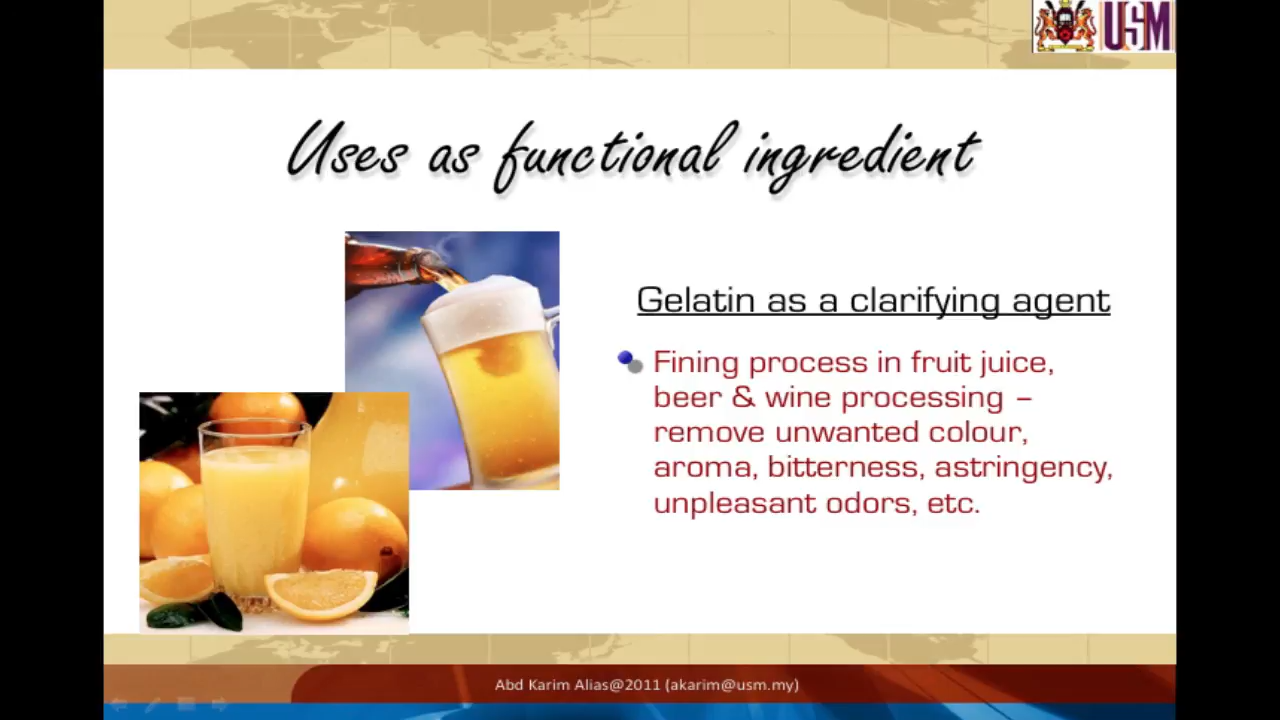 USM
Uses as functional ingredient
Gelatin as a clarifying agent
Fining process in fruit juice,
beer & wine processing –
remove unwanted colour,
aroma, bitterness, astringency,
unpleasant odors, etc.
Abd Karim Alias@2011 (akarim@usm.my)